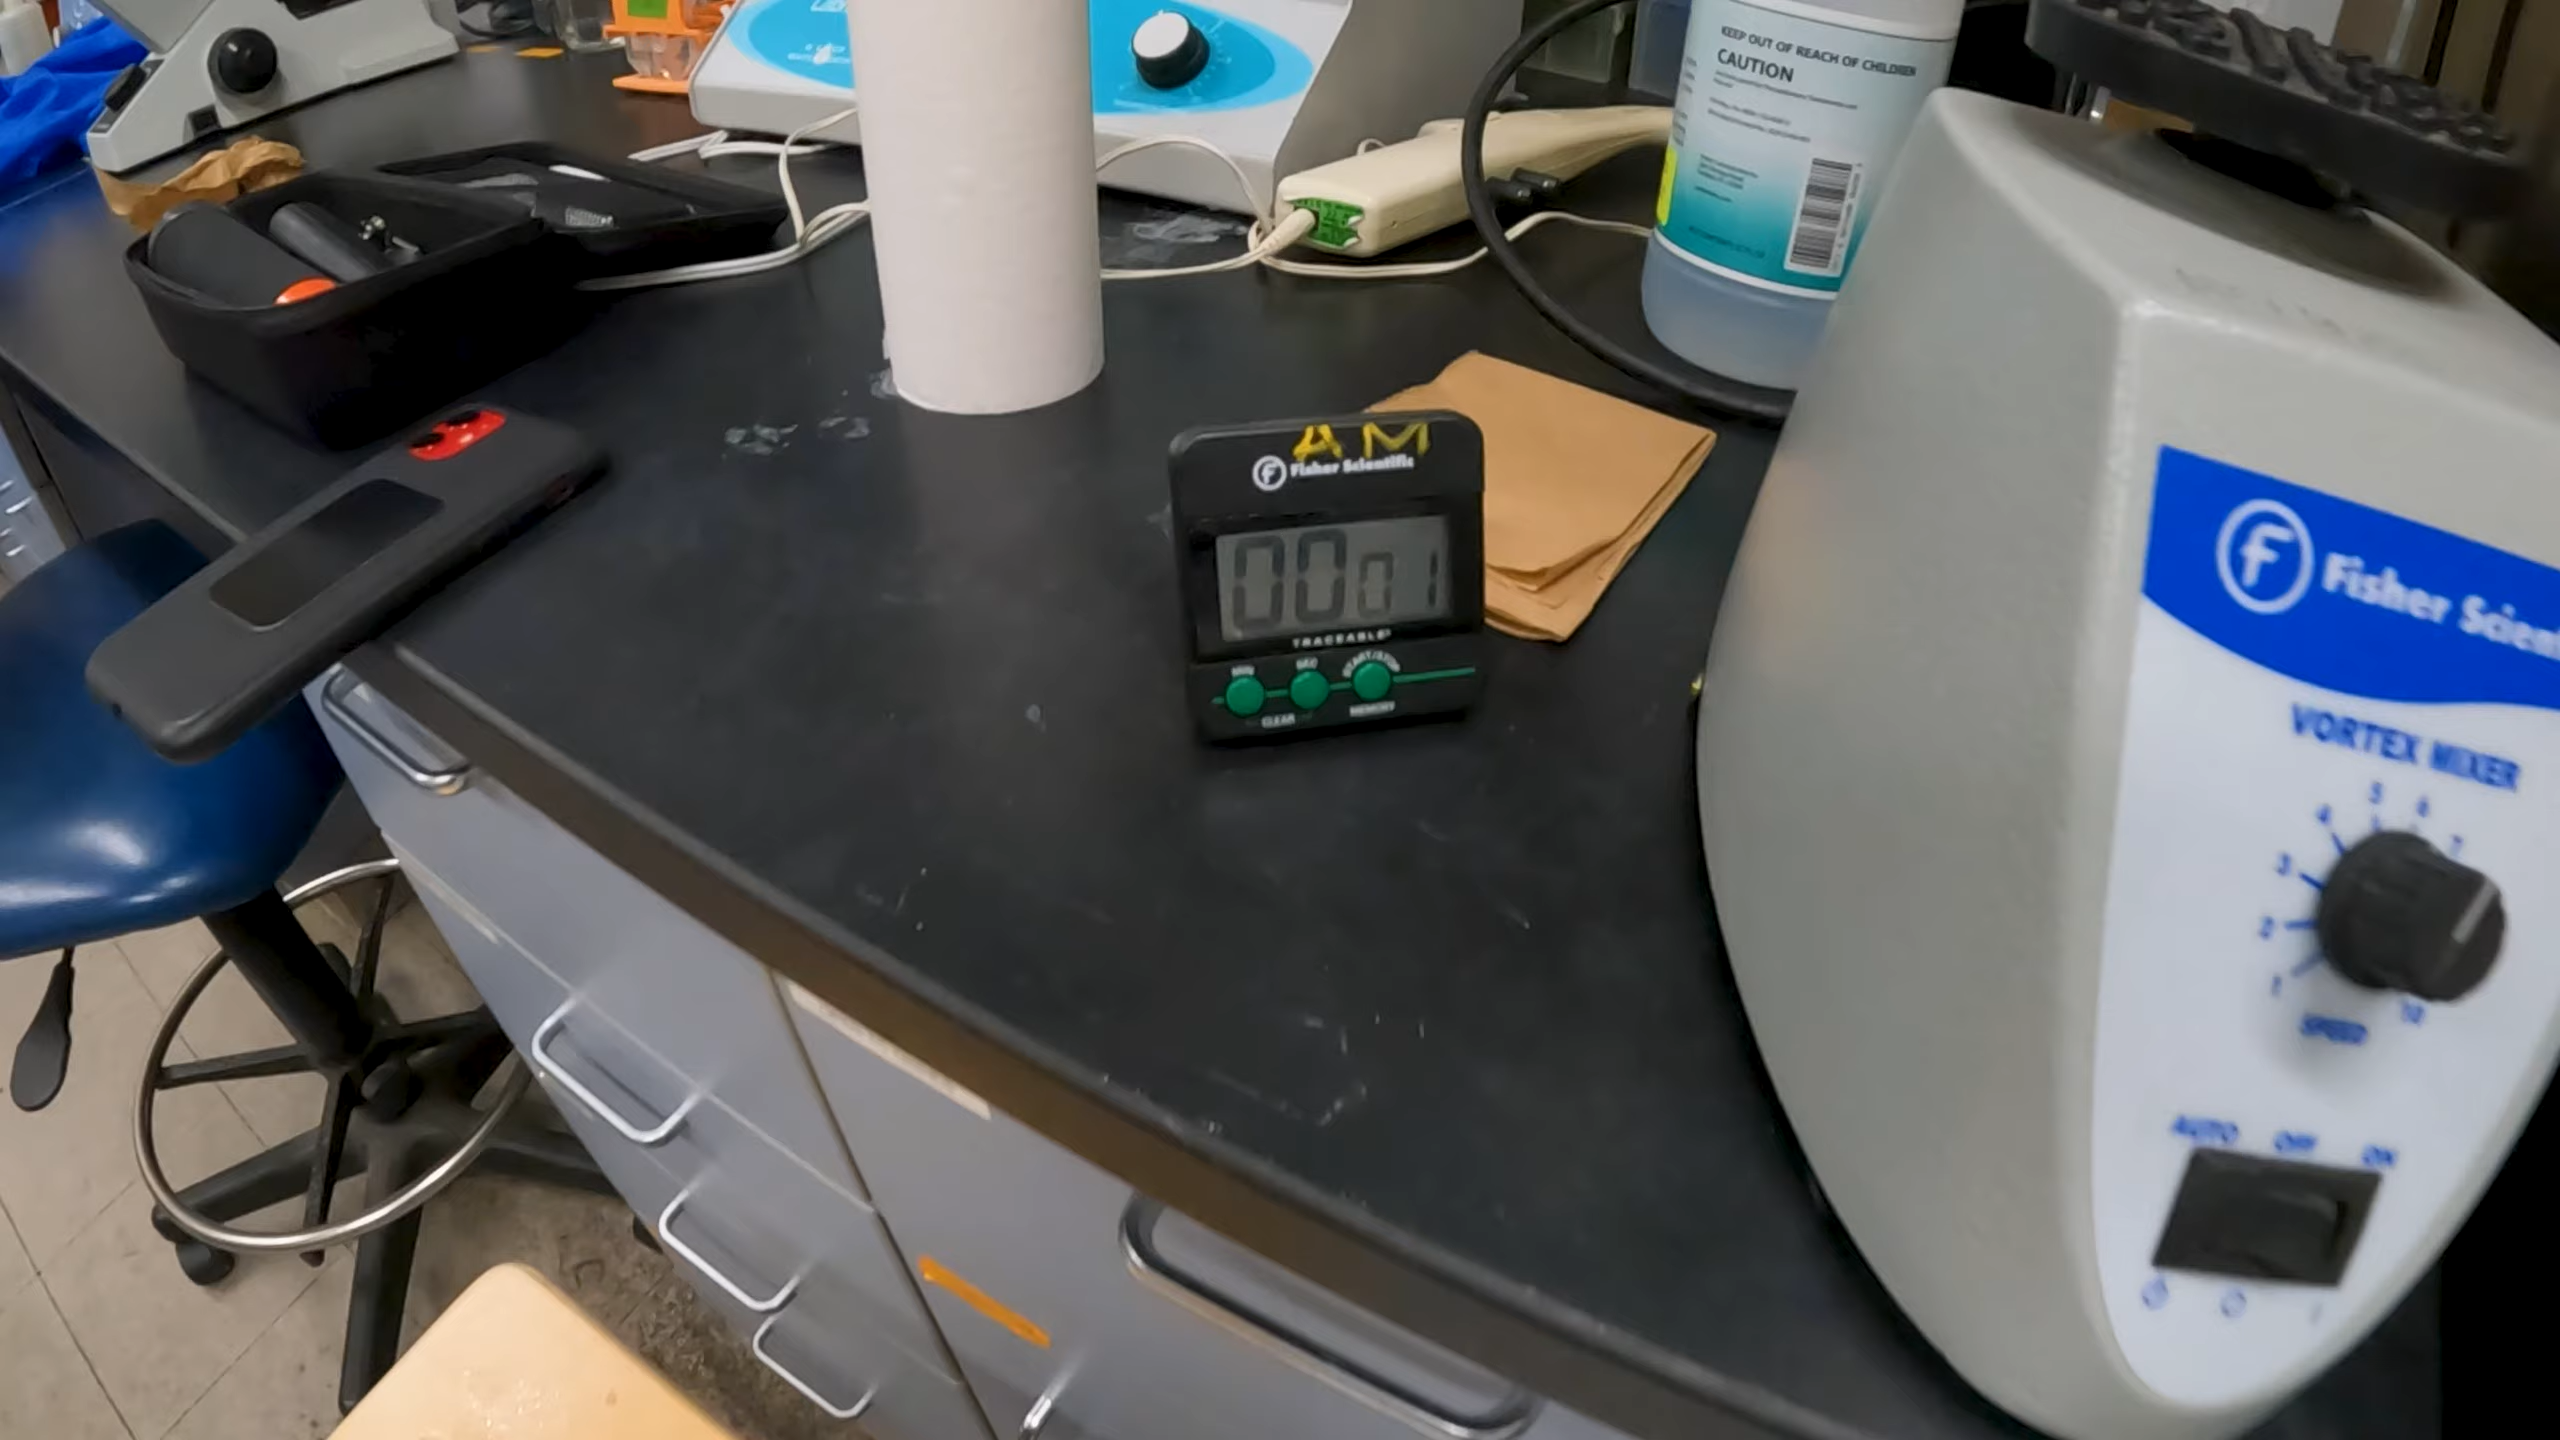 KEEP OUT OF REACH OF CHILDREN
CAUTION
AM
Fisher Scientific
00 01
TRACEABLE
MIN SEC START/STOP
CLEAR MEMORY
Fisher Scien
VORTEX MIXER
1 2 3 4 5 6 7 10
SPEED
AUTO OFF ON